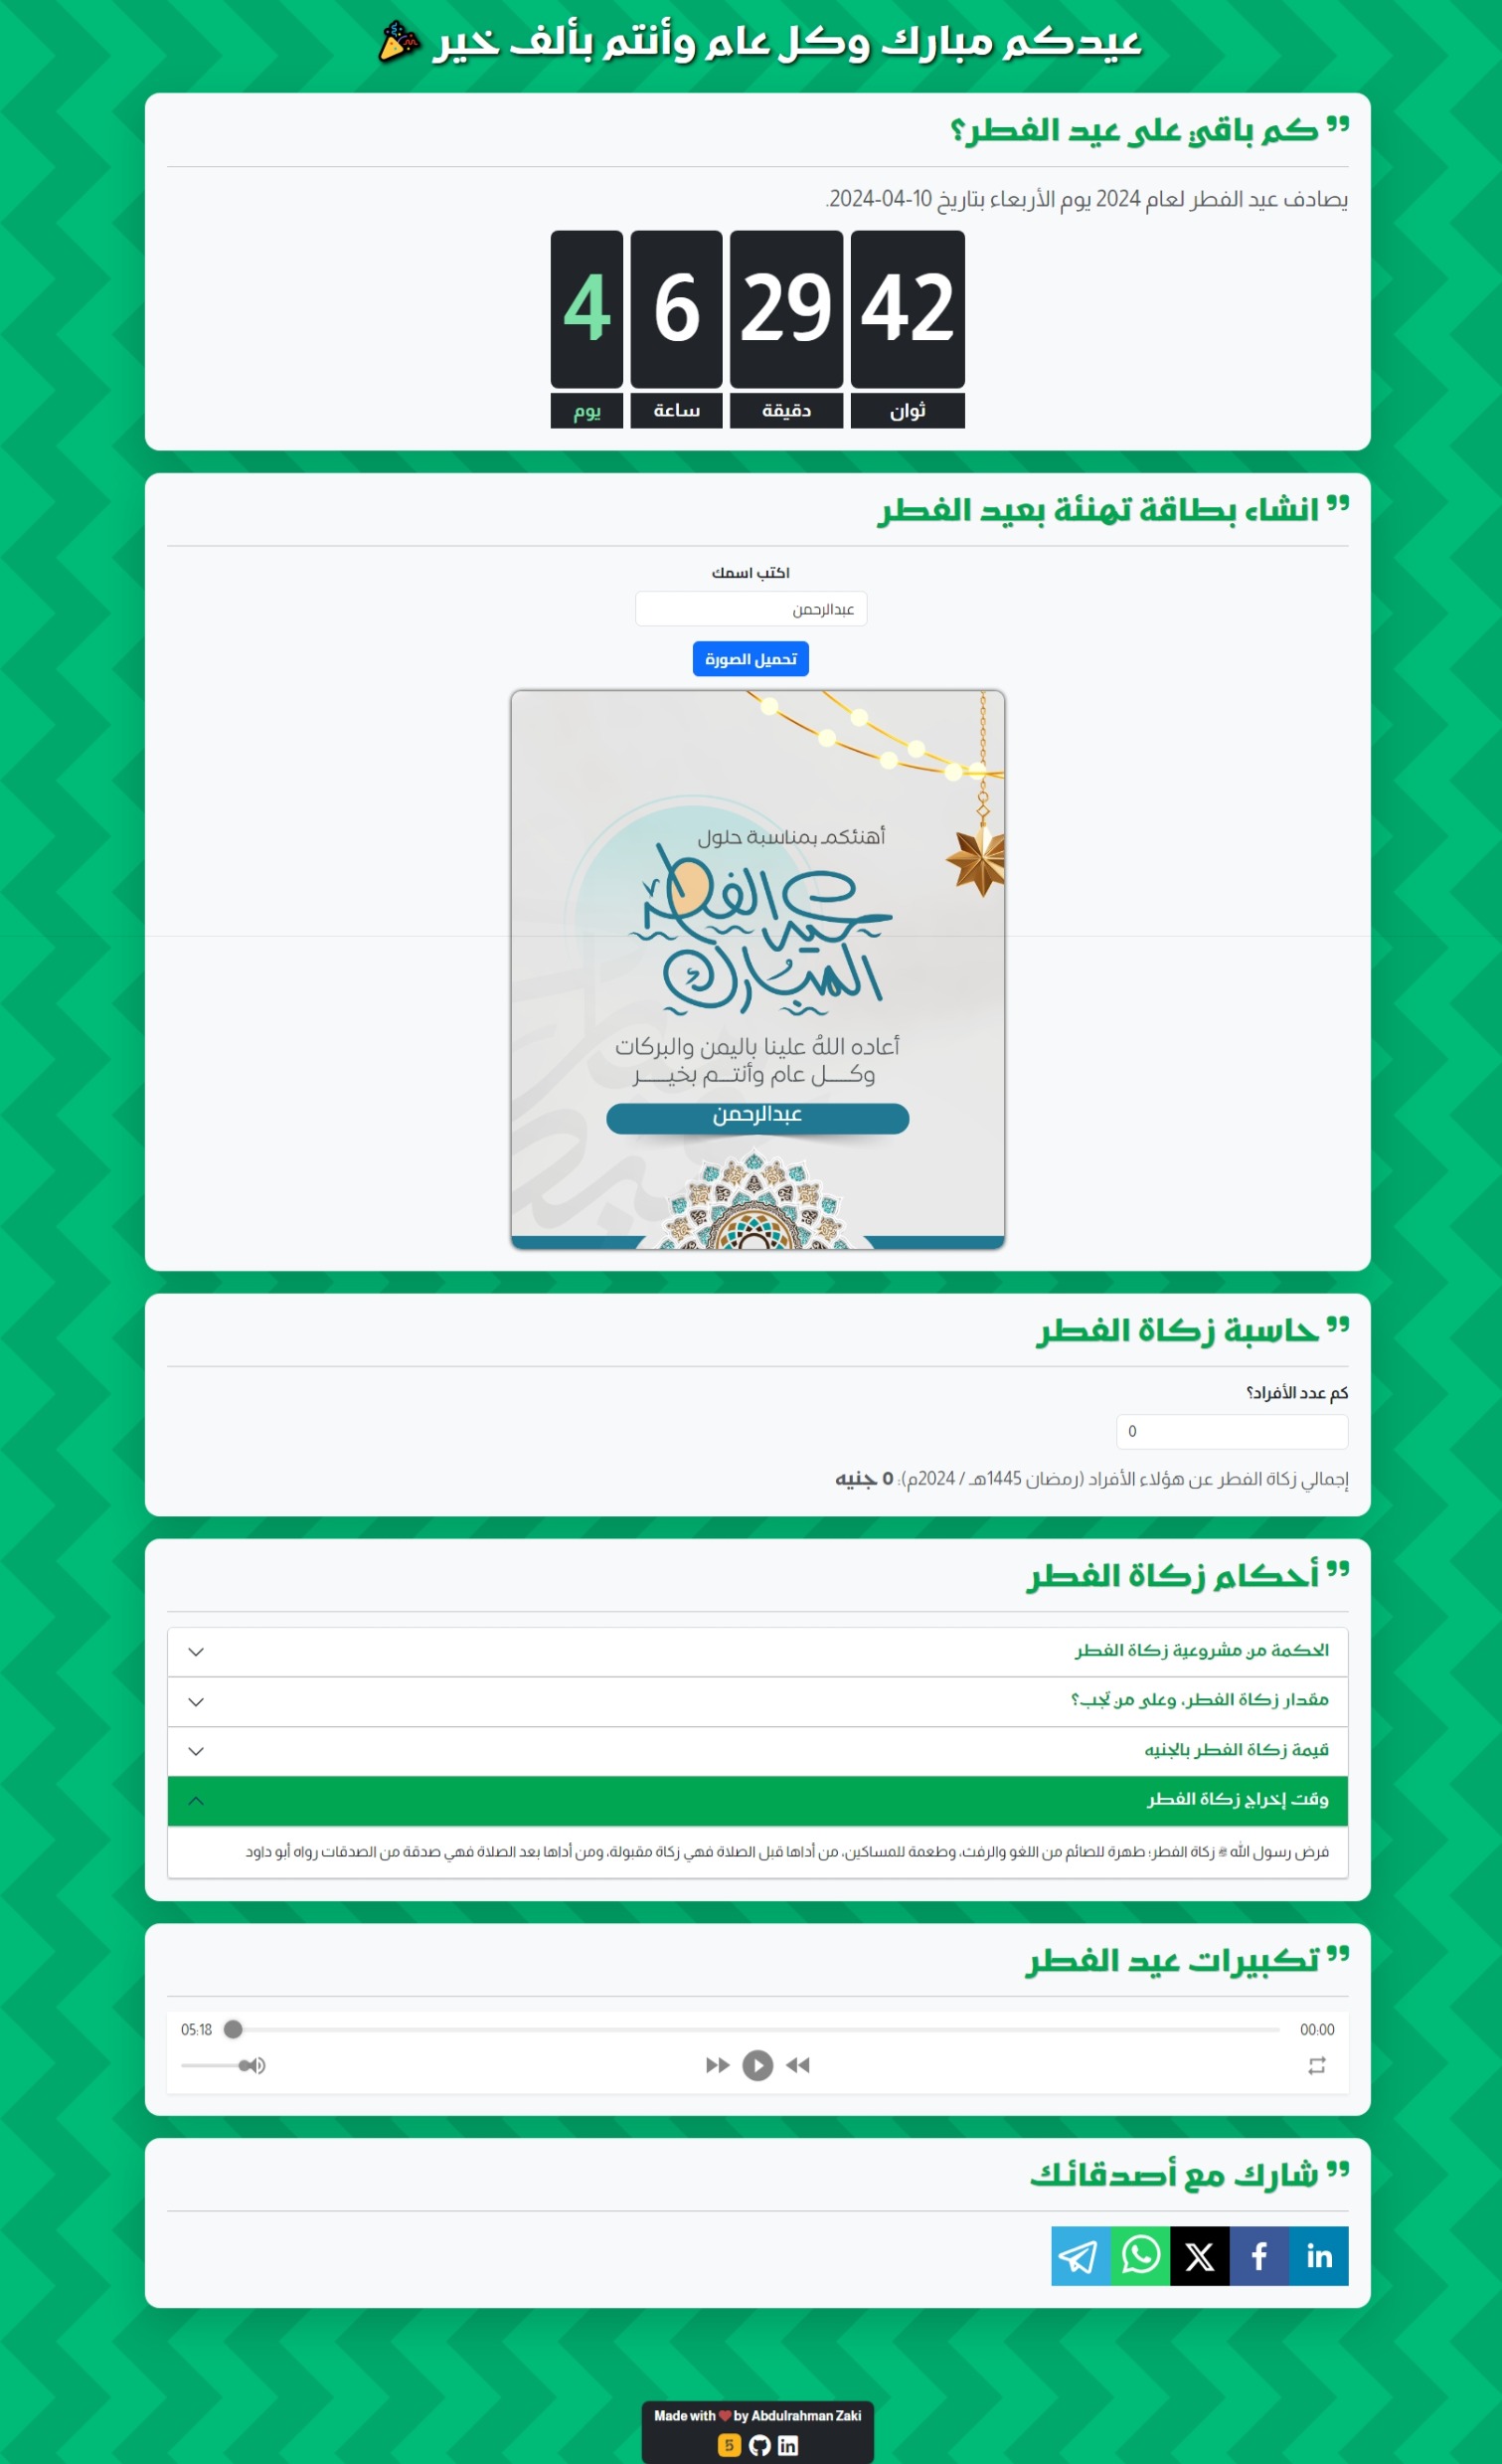 عيدكم مبارك وكل عام وأنتم بألف خير 🎉
كم باقي على عيد الفطر؟
يصادف عيد الفطر لعام 2024 يوم الأربعاء بتاريخ 10-04-2024.
4 6 29 42
يوم ساعة دقيقة ثوان
انشاء بطاقة تهنئة بعيد الفطر
اكتب اسمك
عبدالرحمن
تحميل الصورة
أهنئكم بمناسبة حلول
عيد الفطر
المبارك
أعاده اللهُ علينا باليمن والبركات
وكـــل عام وأنتـــم بخيـــــر
عبدالرحمن
حاسبة زكاة الفطر
كم عدد الأفراد؟
0
إجمالي زكاة الفطر عن هؤلاء الأفراد (رمضان 1445هـ / 2024م): 0 جنيه
أحكام زكاة الفطر
الحكمة من مشروعية زكاة الفطر
مقدار زكاة الفطر، وعلى من تجب؟
قيمة زكاة الفطر بالجنيه
وقت إخراج زكاة الفطر
فرض رسول الله ﷺ زكاة الفطر؛ طهرة للصائم من اللغو والرفث، وطعمة للمساكين، من أداها قبل الصلاة فهي زكاة مقبولة، ومن أداها بعد الصلاة فهي صدقة من الصدقات رواه أبو داود
تكبيرات عيد الفطر
00:00
05:18
شارك مع أصدقائك
Made with ❤ by Abdulrahman Zaki